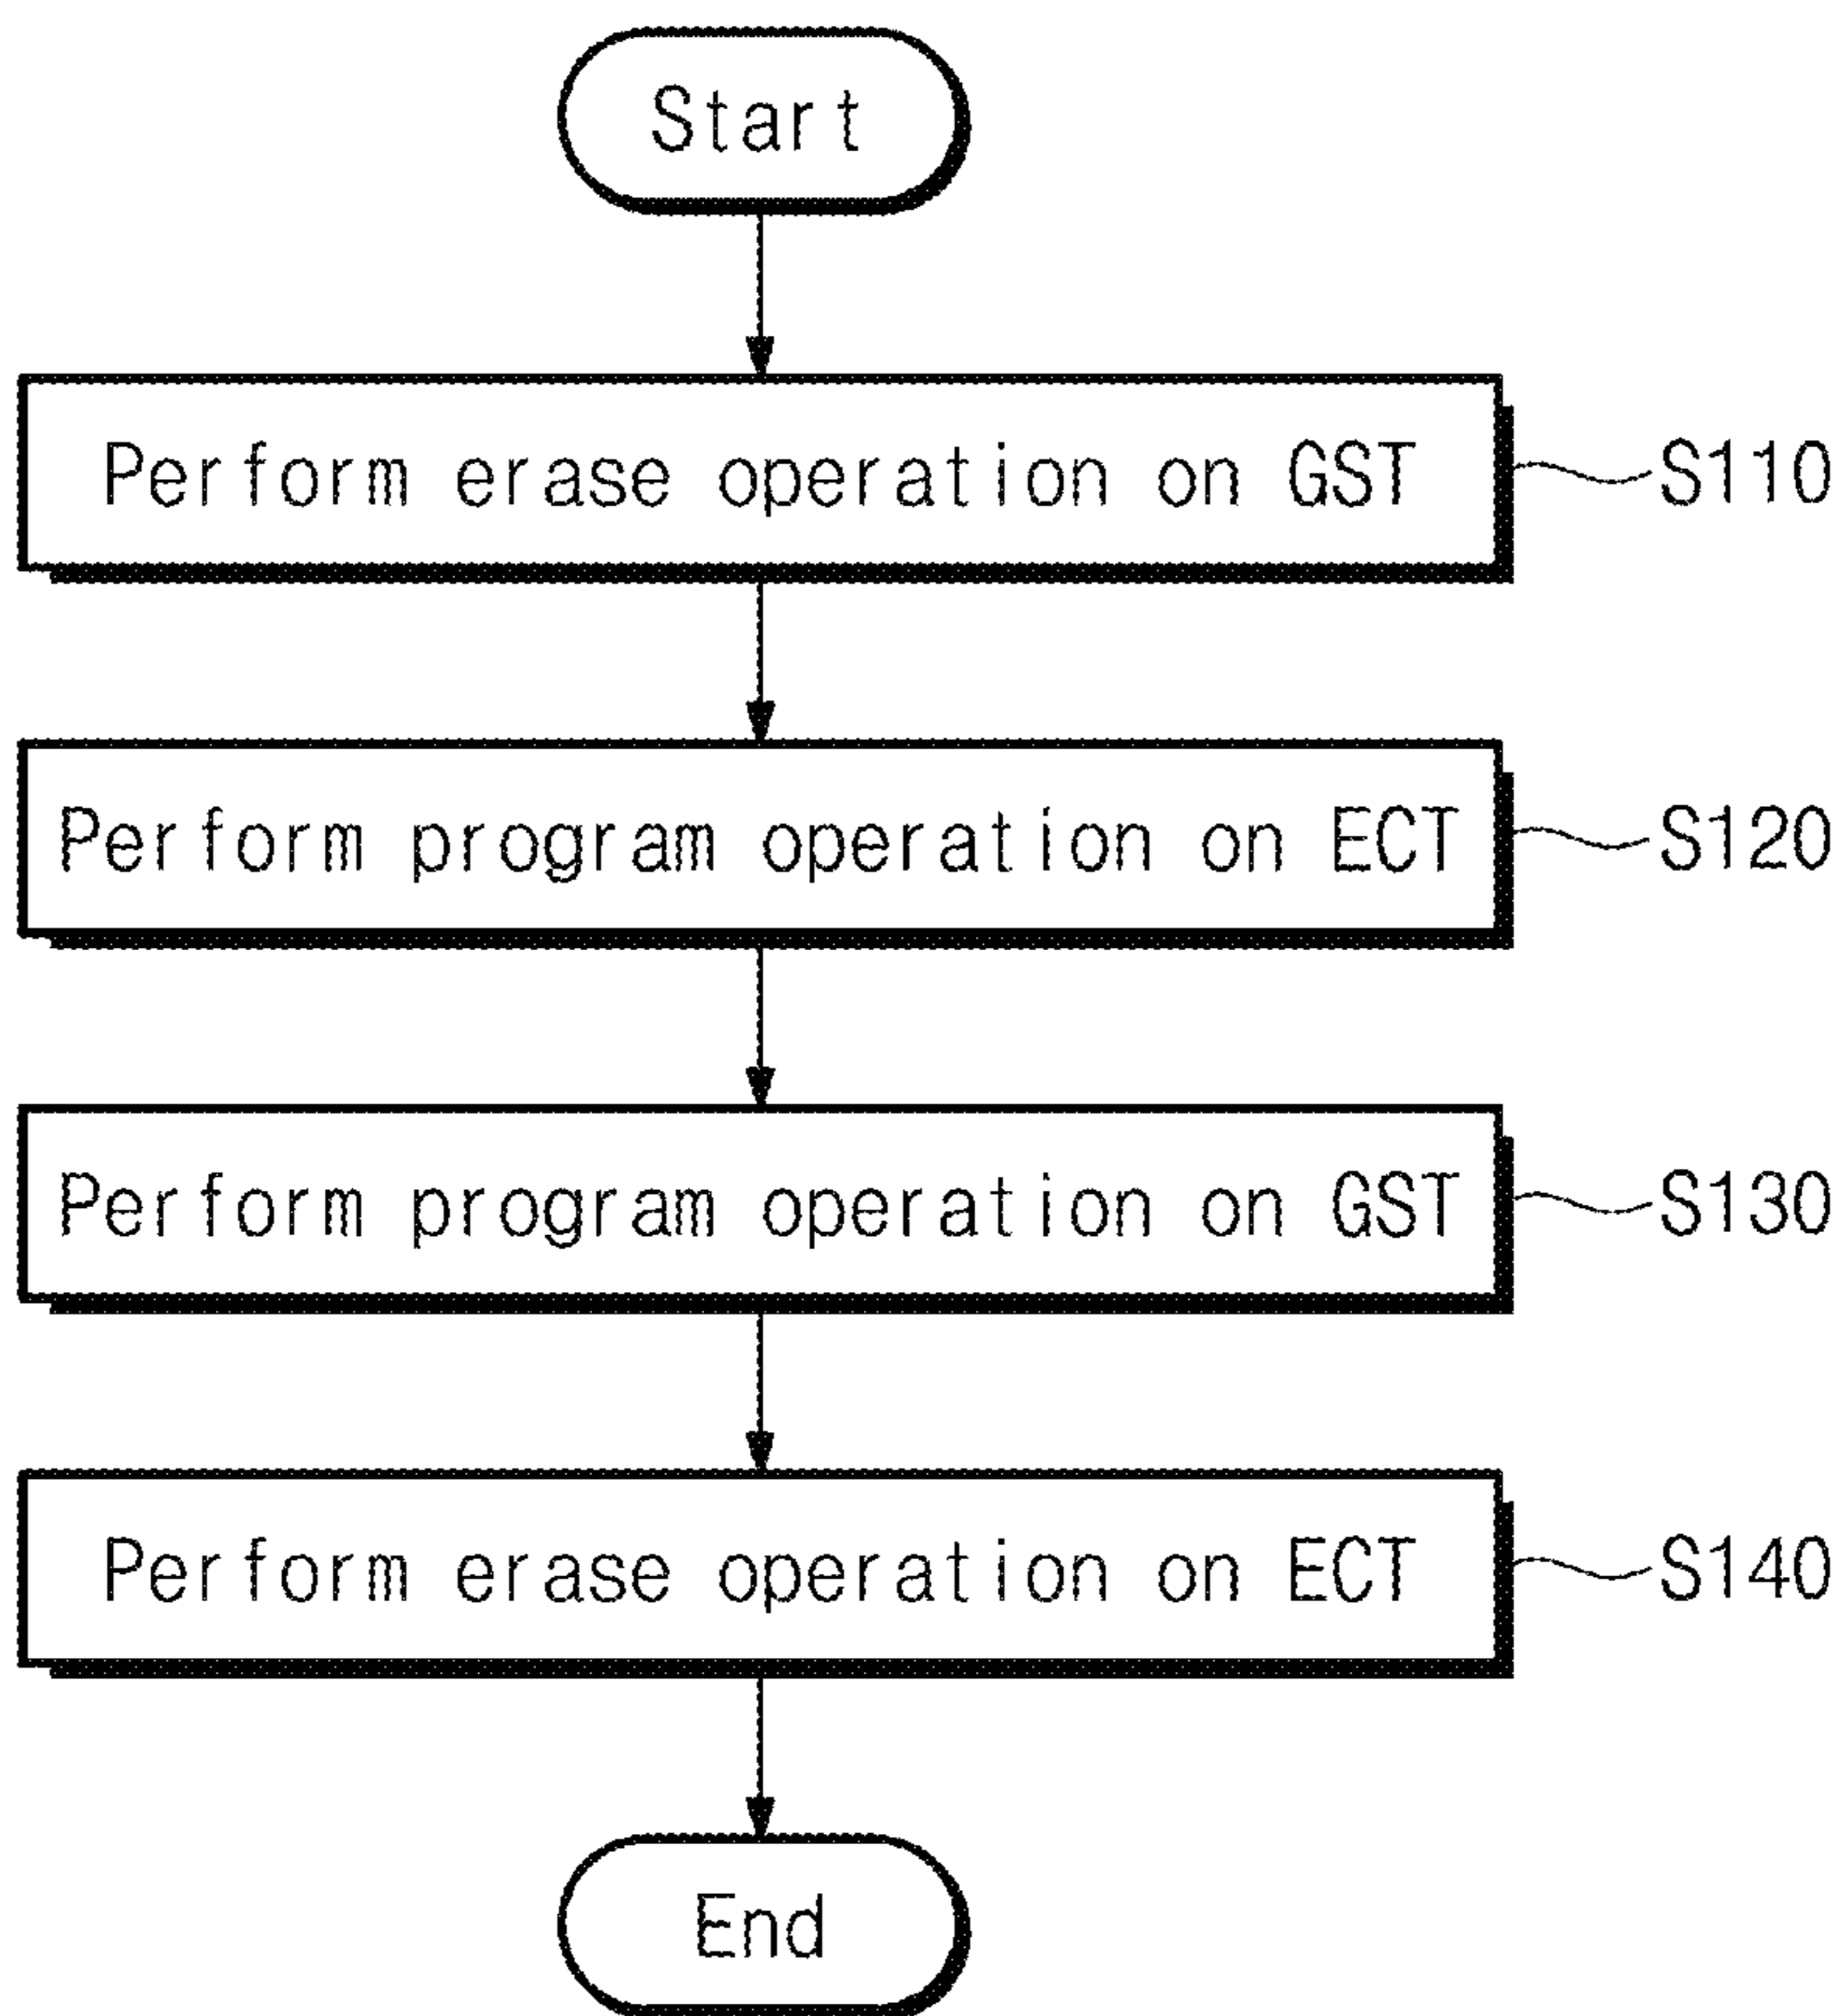 Start
Perform erase operation on GST
S110
Perform program operation on ECT
S120
Perform program operation on GST
S130
Perform erase operation on ECT
S140
End